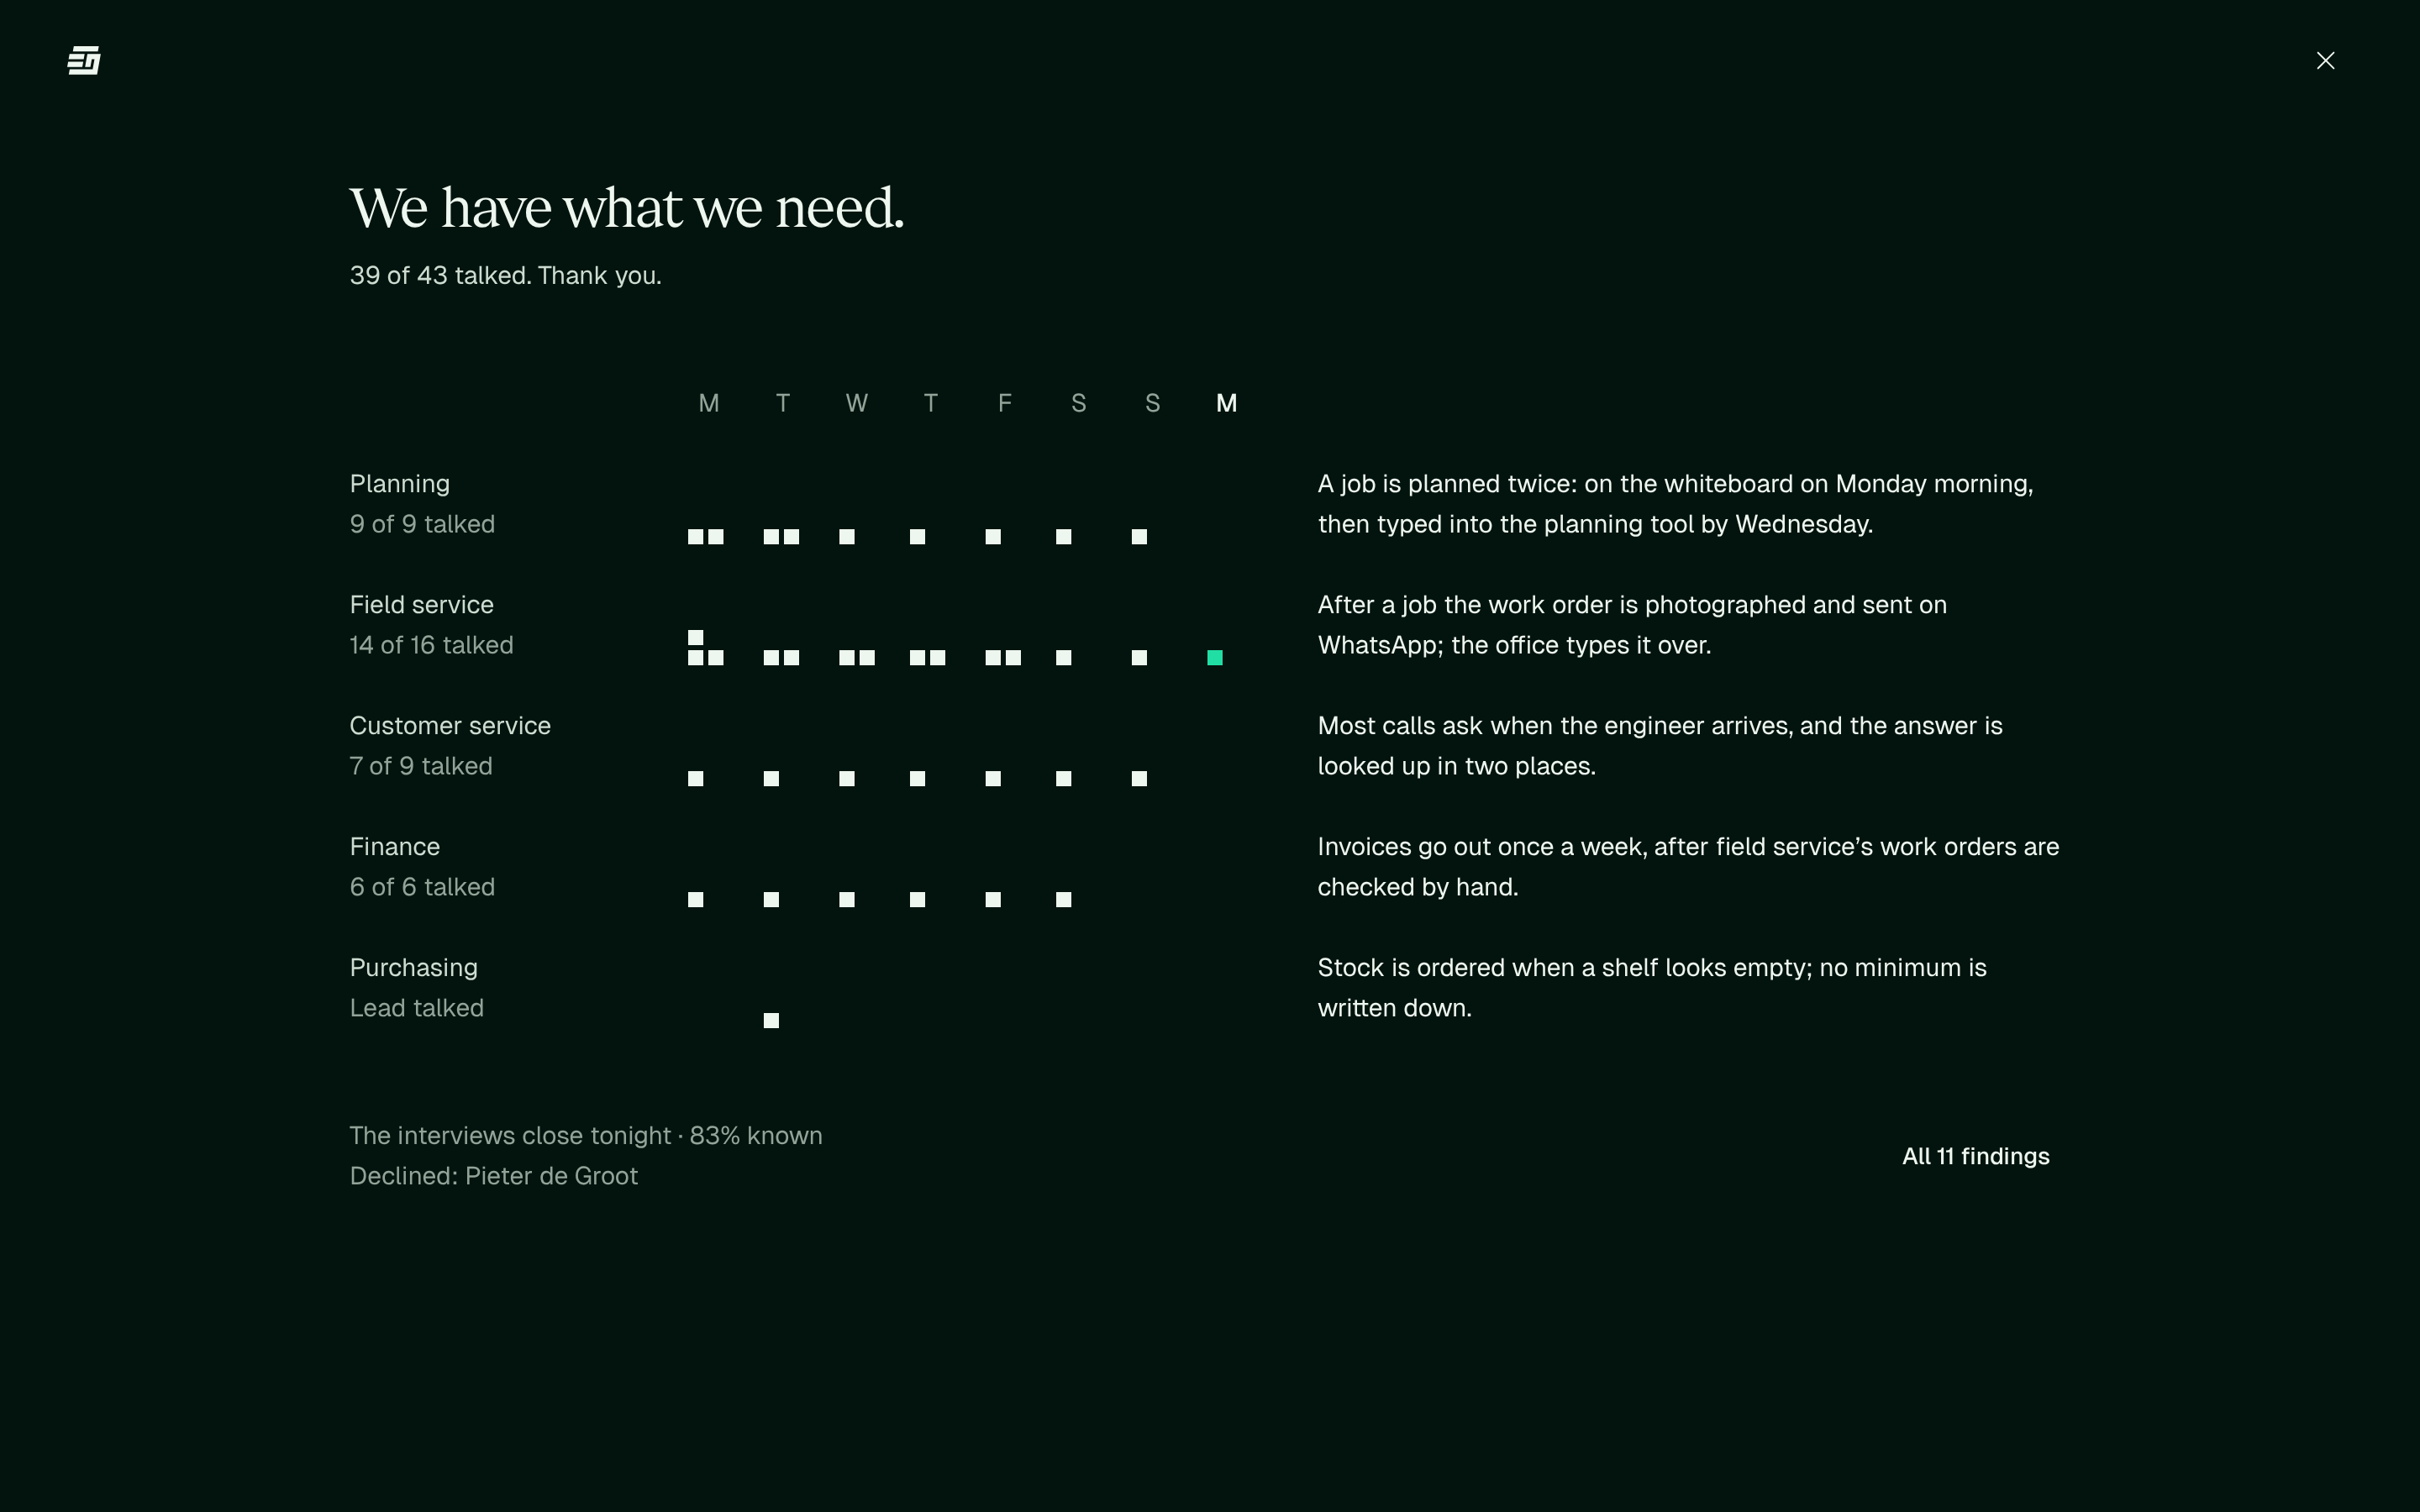 We have what we need.
39 of 43 talked. Thank you.
M T W T F S S M
Planning
9 of 9 talked
A job is planned twice: on the whiteboard on Monday morning,
then typed into the planning tool by Wednesday.
Field service
14 of 16 talked
After a job the work order is photographed and sent on
WhatsApp; the office types it over.
Customer service
7 of 9 talked
Most calls ask when the engineer arrives, and the answer is
looked up in two places.
Finance
6 of 6 talked
Invoices go out once a week, after field service’s work orders are
checked by hand.
Purchasing
Lead talked
Stock is ordered when a shelf looks empty; no minimum is
written down.
The interviews close tonight · 83% known
Declined: Pieter de Groot
All 11 findings